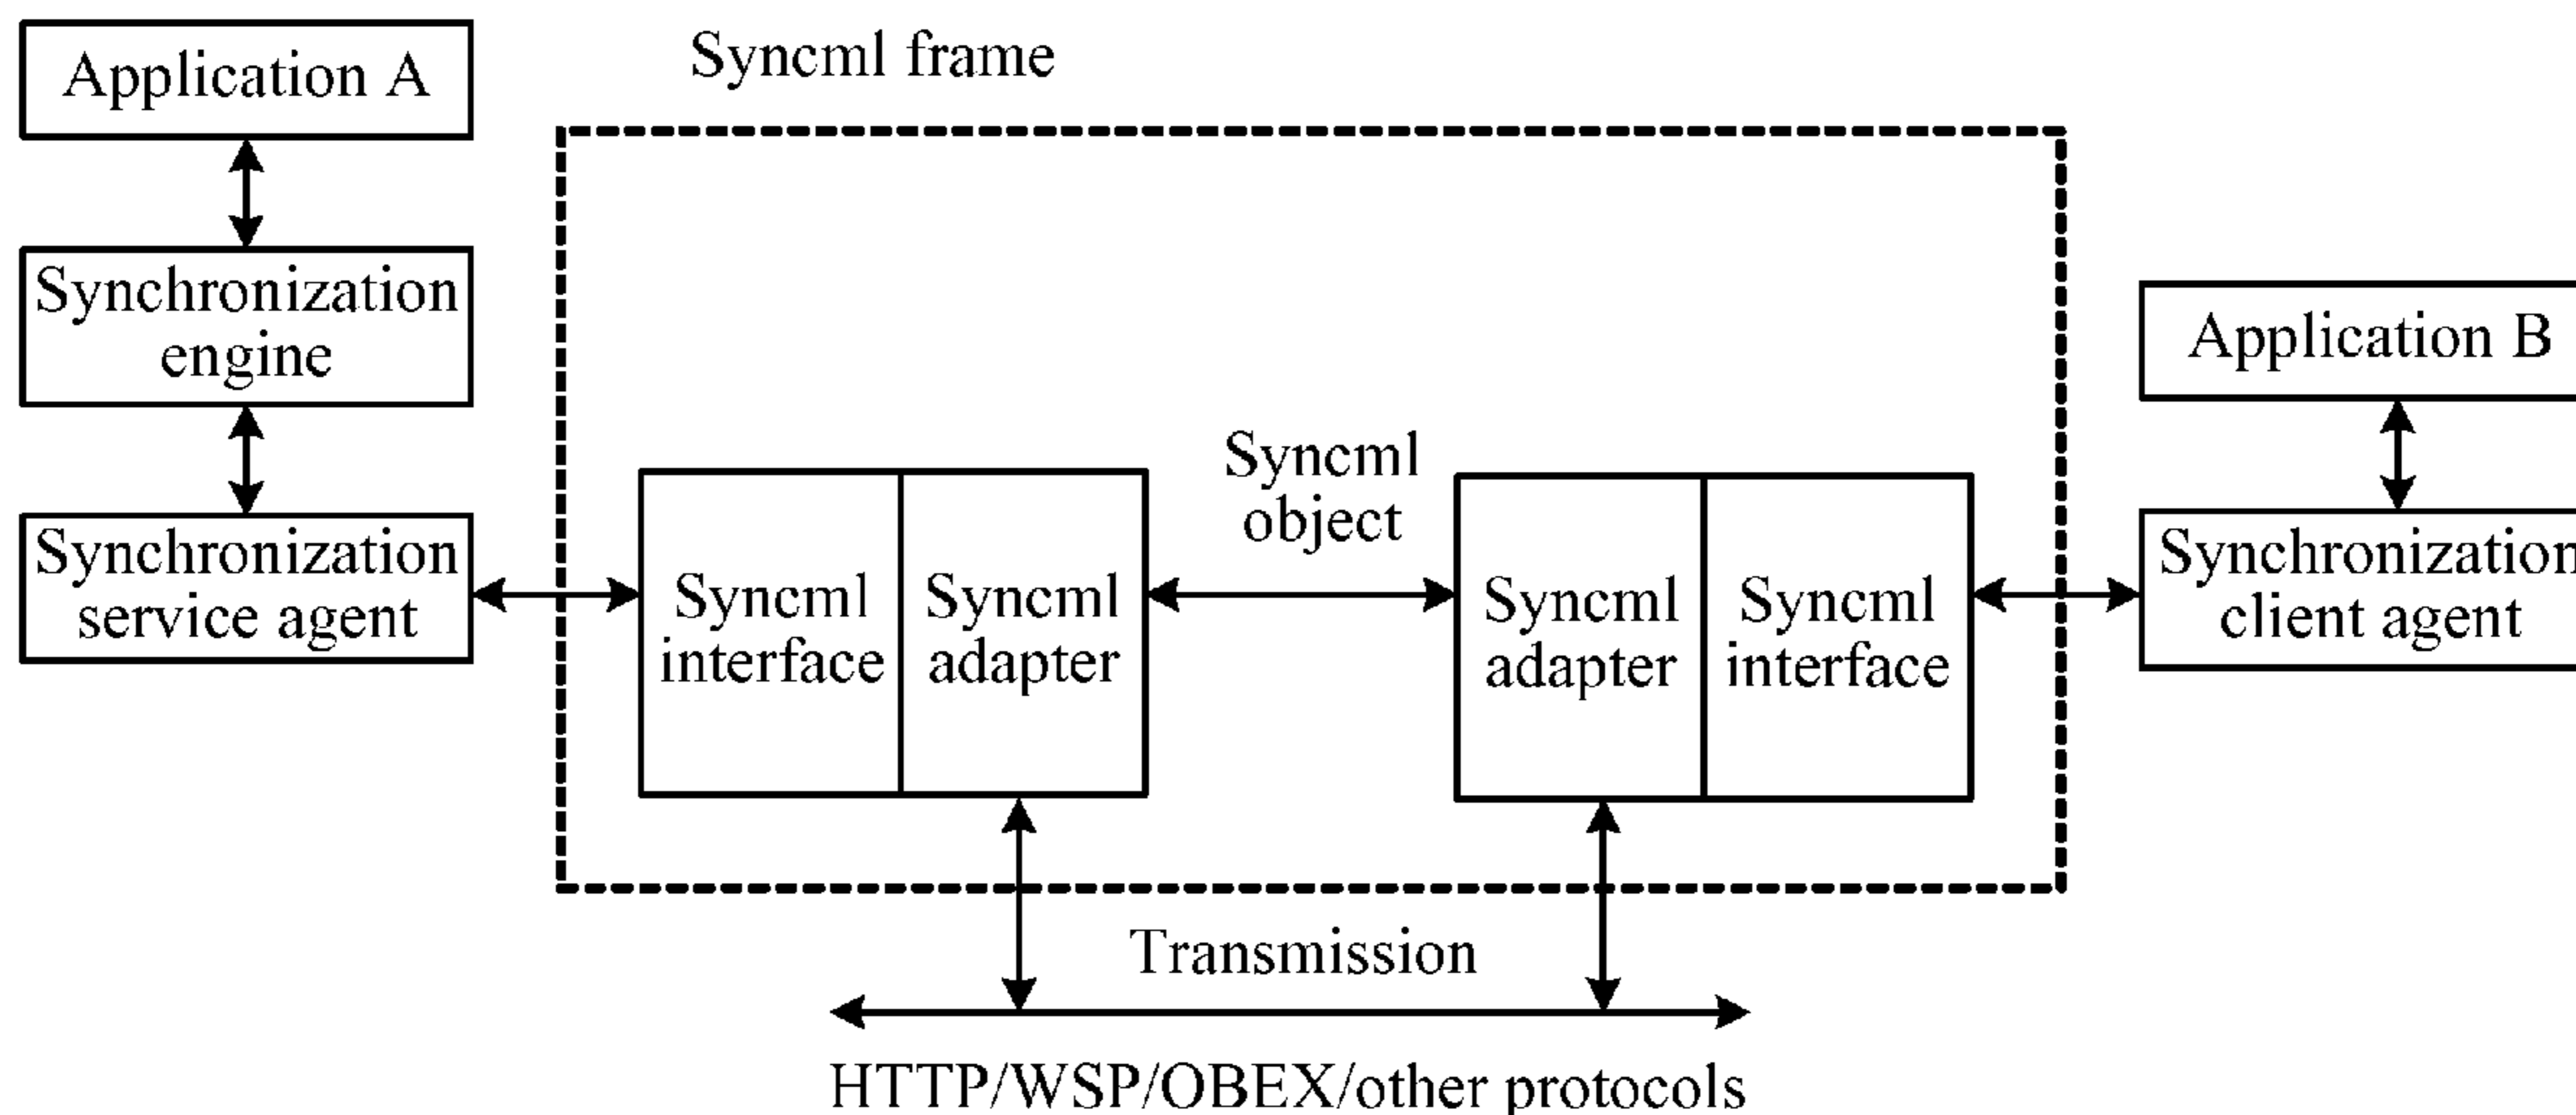 Application A
Syncml frame
Synchronization
engine
Synchronization
service agent
Syncml
interface
Syncml
adapter
Syncml
object
Syncml
adapter
Syncml
interface
Application B
Synchronization
client agent
Transmission
HTTP/WSP/OBEX/other protocols